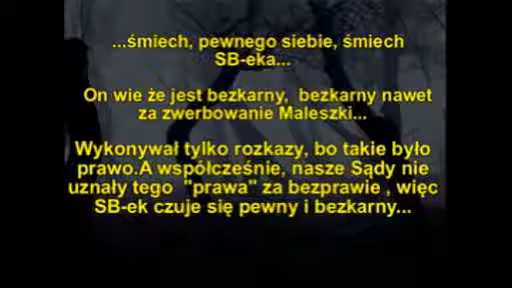 ...śmiech, pewnego siebie, śmiech
SB-eka...
On wie że jest bezkarny, bezkarny nawet
za zwerbowanie Maleszki...
Wykonywał tylko rozkazy, bo takie było
prawo.A współcześnie, nasze Sądy nie
uznały tego "prawa" za bezprawie , więc
SB-ek czuje się pewny i bezkarny...